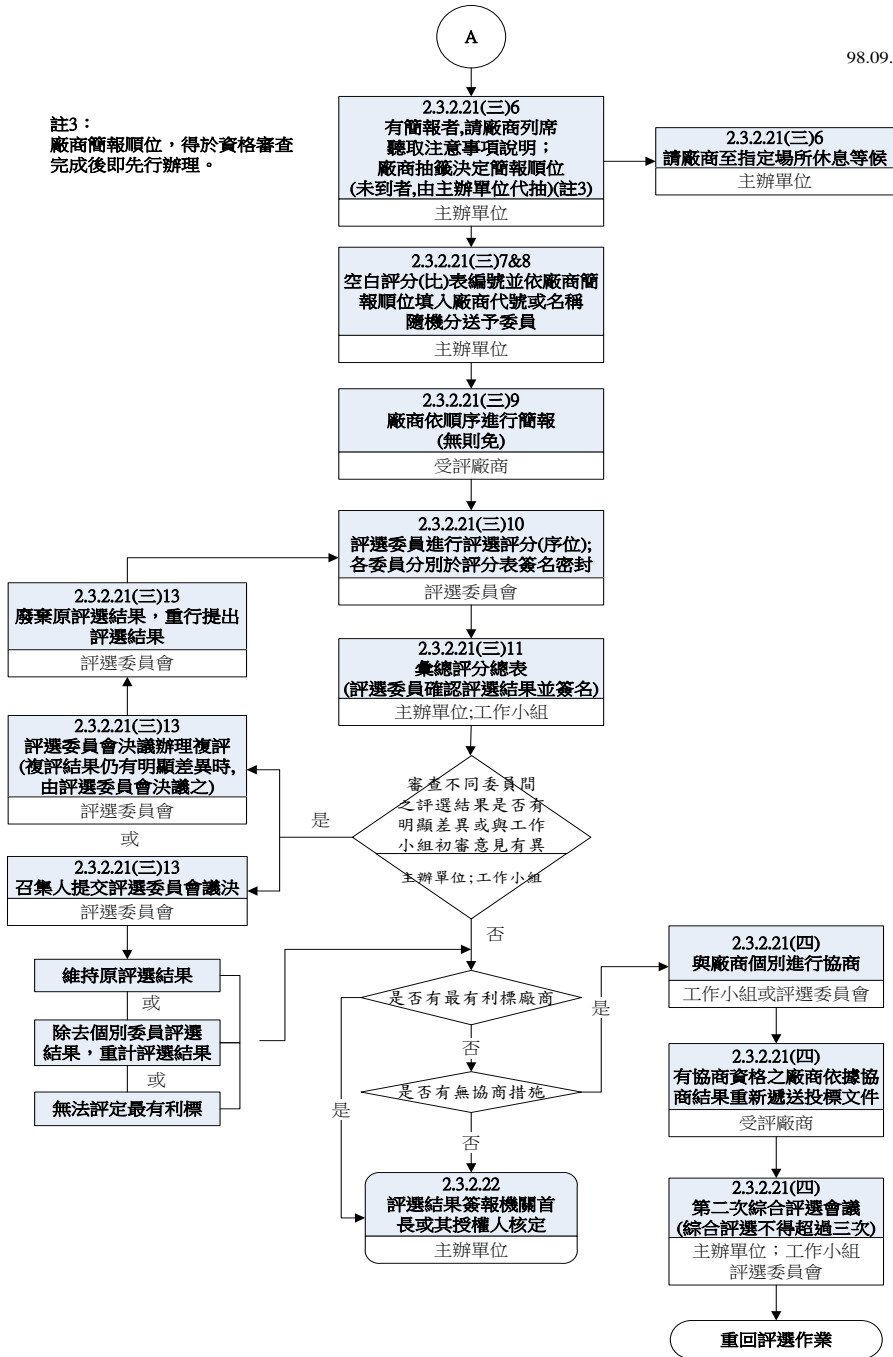 A
98.09.
註3：
廠商簡報順位，得於資格審查
完成後即先行辦理。
2.3.2.21(三)6
有簡報者,請廠商列席
聽取注意事項說明；
廠商抽籤決定簡報順位
(未到者,由主辦單位代抽)(註3)
主辦單位
2.3.2.21(三)6
請廠商至指定場所休息等候
主辦單位
2.3.2.21(三)7&8
空白評分(比)表編號並依廠商簡
報順位填入廠商代號或名稱
隨機分送予委員
主辦單位
2.3.2.21(三)9
廠商依順序進行簡報
(無則免)
受評廠商
2.3.2.21(三)10
評選委員進行評選評分(序位);
各委員分別於評分表簽名密封
評選委員會
2.3.2.21(三)11
彙總評分總表
(評選委員確認評選結果並簽名)
主辦單位;工作小組
審查不同委員間
之評選結果是否有
明顯差異或與工作
小組初審意見有異
主辦單位;工作小組
是
否
2.3.2.21(三)13
廢棄原評選結果，重行提出
評選結果
評選委員會
2.3.2.21(三)13
評選委員會決議辦理複評
(複評結果仍有明顯差異時,
由評選委員會決議之)
評選委員會
或
2.3.2.21(三)13
召集人提交評選委員會議決
評選委員會
維持原評選結果
或
除去個別委員評選
結果，重計評選結果
或
無法評定最有利標
是否有最有利標廠商
是
否
是否有無協商措施
是
否
2.3.2.22
評選結果簽報機關首
長或其授權人核定
主辦單位
2.3.2.21(四)
與廠商個別進行協商
工作小組或評選委員會
2.3.2.21(四)
有協商資格之廠商依據協
商結果重新遞送投標文件
受評廠商
2.3.2.21(四)
第二次綜合評選會議
(綜合評選不得超過三次)
主辦單位；工作小組
評選委員會
重回評選作業